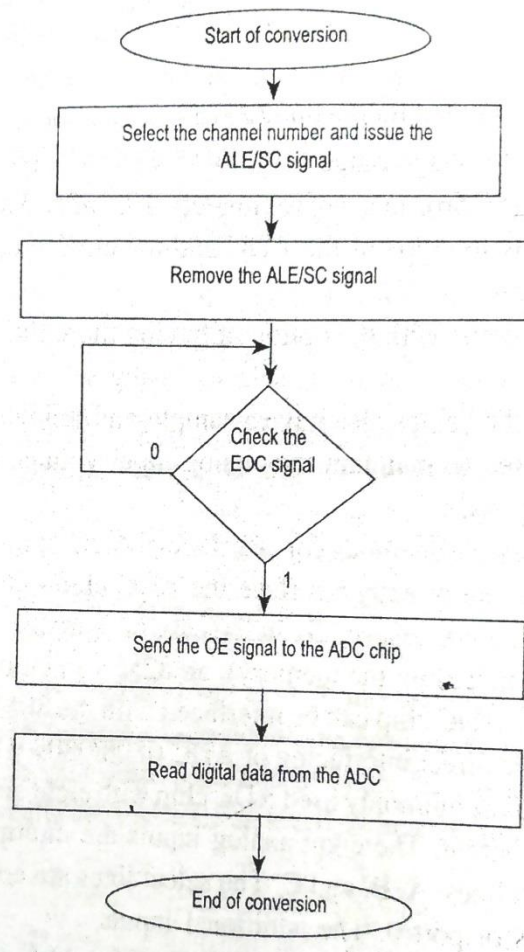 Start of conversion
Select the channel number and issue the
ALE/SC signal
Remove the ALE/SC signal
0
Check the
EOC signal
1
Send the OE signal to the ADC chip
Read digital data from the ADC
End of conversion